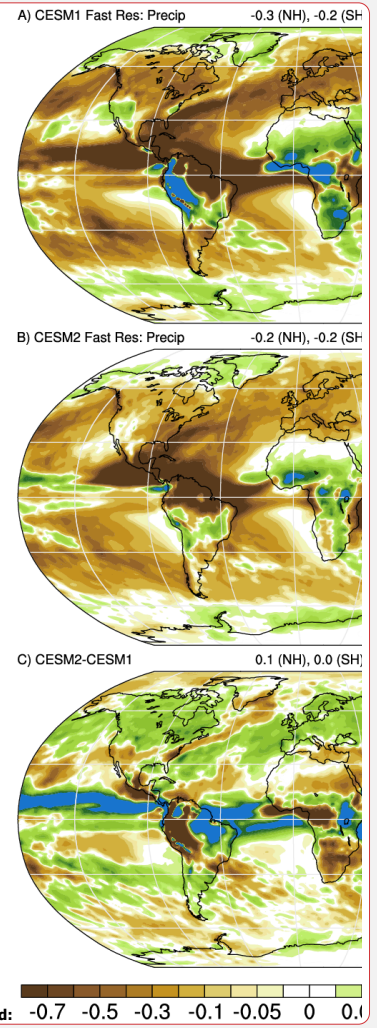 A) CESM1 Fast Res: Precip -0.3 (NH), -0.2 (SH
B) CESM2 Fast Res: Precip -0.2 (NH), -0.2 (SH
C) CESM2-CESM1 0.1 (NH), 0.0 (SH)
d: -0.7 -0.5 -0.3 -0.1 -0.05 0 0.0